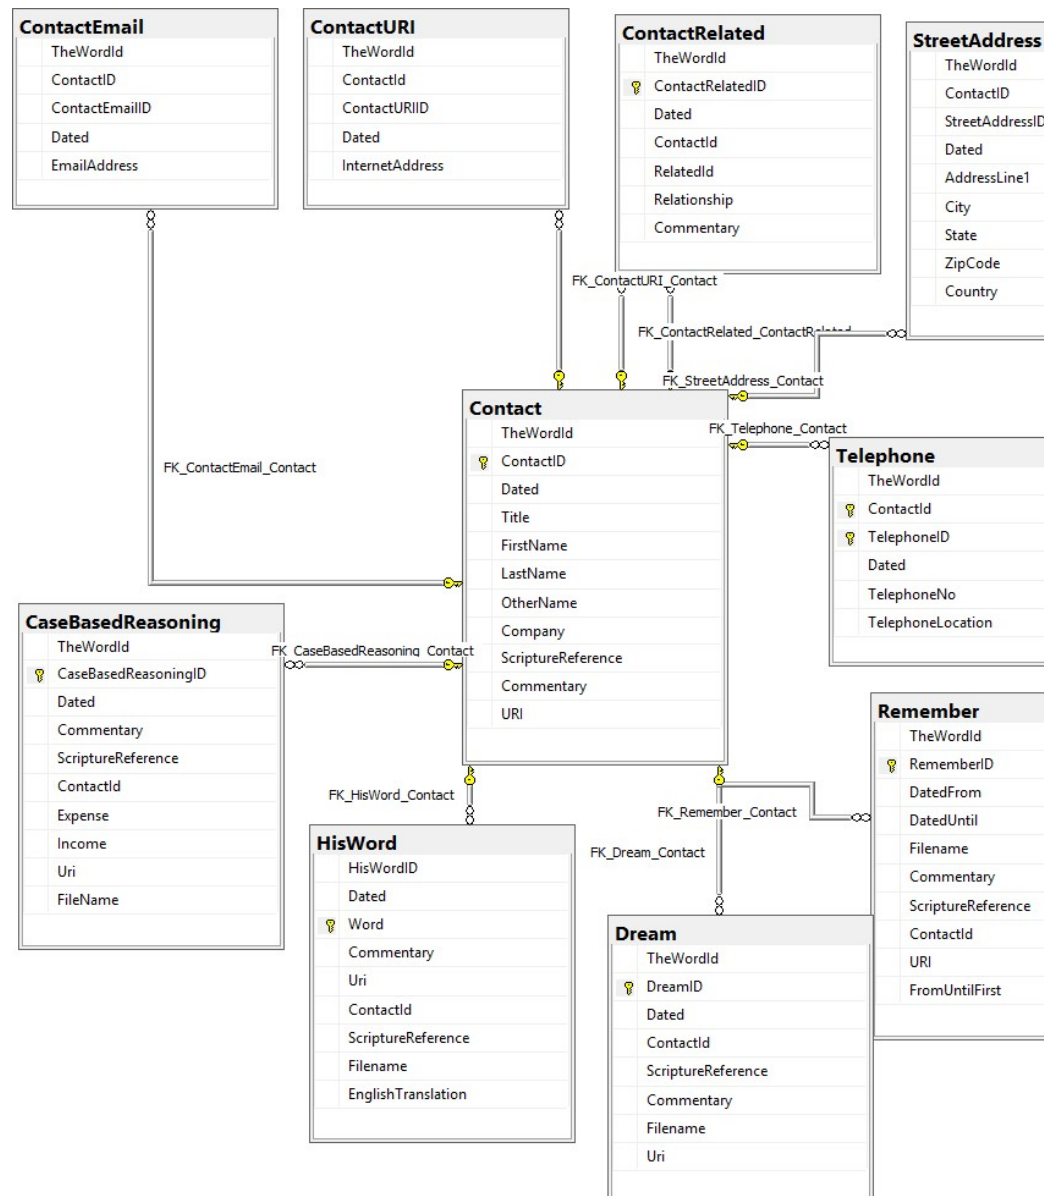 ContactEmail
TheWordId
ContactID
ContactEmailID
Dated
EmailAddress
ContactURI
TheWordId
ContactId
ContactURIID
Dated
InternetAddress
ContactRelated
TheWordId
ContactRelatedID
Dated
ContactId
RelatedId
Relationship
Commentary
StreetAddress
TheWordId
ContactID
StreetAddressID
Dated
AddressLine1
City
State
ZipCode
Country
FK_ContactURI_Contact
FK_ContactRelated_ContactRelated
FK_StreetAddress_Contact
FK_Telephone_Contact
FK_ContactEmail_Contact
Contact
TheWordId
ContactID
Dated
Title
FirstName
LastName
OtherName
Company
ScriptureReference
Commentary
URI
Telephone
TheWordId
ContactId
TelephoneID
Dated
TelephoneNo
TelephoneLocation
CaseBasedReasoning
TheWordId
CaseBasedReasoningID
Dated
Commentary
ScriptureReference
ContactId
Expense
Income
Uri
FileName
FK_CaseBasedReasoning_Contact
FK_HisWord_Contact
FK_Remember_Contact
FK_Dream_Contact
Remember
TheWordId
RememberID
DatedFrom
DatedUntil
Filename
Commentary
ScriptureReference
ContactId
URI
FromUntilFirst
HisWord
HisWordID
Dated
Word
Commentary
Uri
ContactId
ScriptureReference
Filename
EnglishTranslation
Dream
TheWordId
DreamID
Dated
ContactId
ScriptureReference
Commentary
Filename
Uri